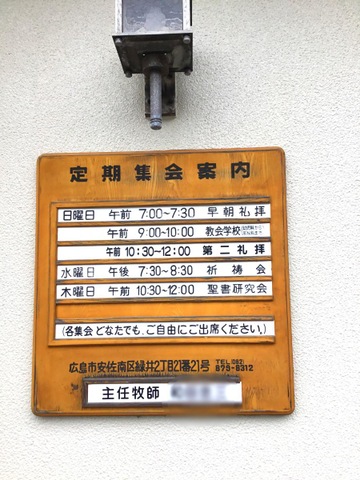 定期集会案内
日曜日 午前 7:00~7:30 早朝礼拝
午前 9:00~10:00 教会学校
午前 10:30~12:00 第二礼拝
水曜日 午後 7:30~8:30 祈祷会
木曜日 午前 10:30~12:00 聖書研究会
(各集会どなたでも、ご自由にご出席ください。)
広島市安佐南区緑井2丁目21番21号 TEL(082)
875-8312
主任牧師